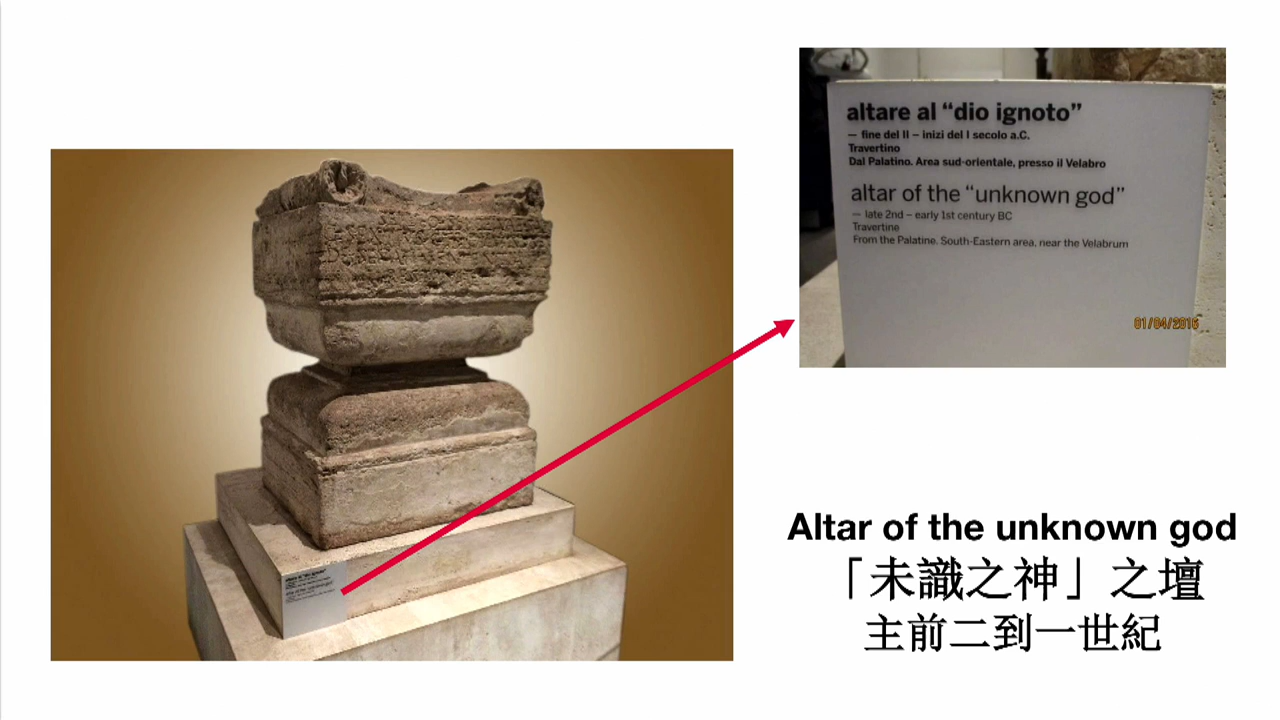 altare al “dio ignoto”
— fine del II – inizi del I secolo a.C.
Travertino
Dal Palatino. Area sud-orientale, presso il Velabro
altar of the “unknown god”
— late 2nd – early 1st century BC
Travertine
From the Palatine. South-Eastern area, near the Velabrum
01/04/2016
Altar of the unknown god
「未識之神」之壇
主前二到一世紀